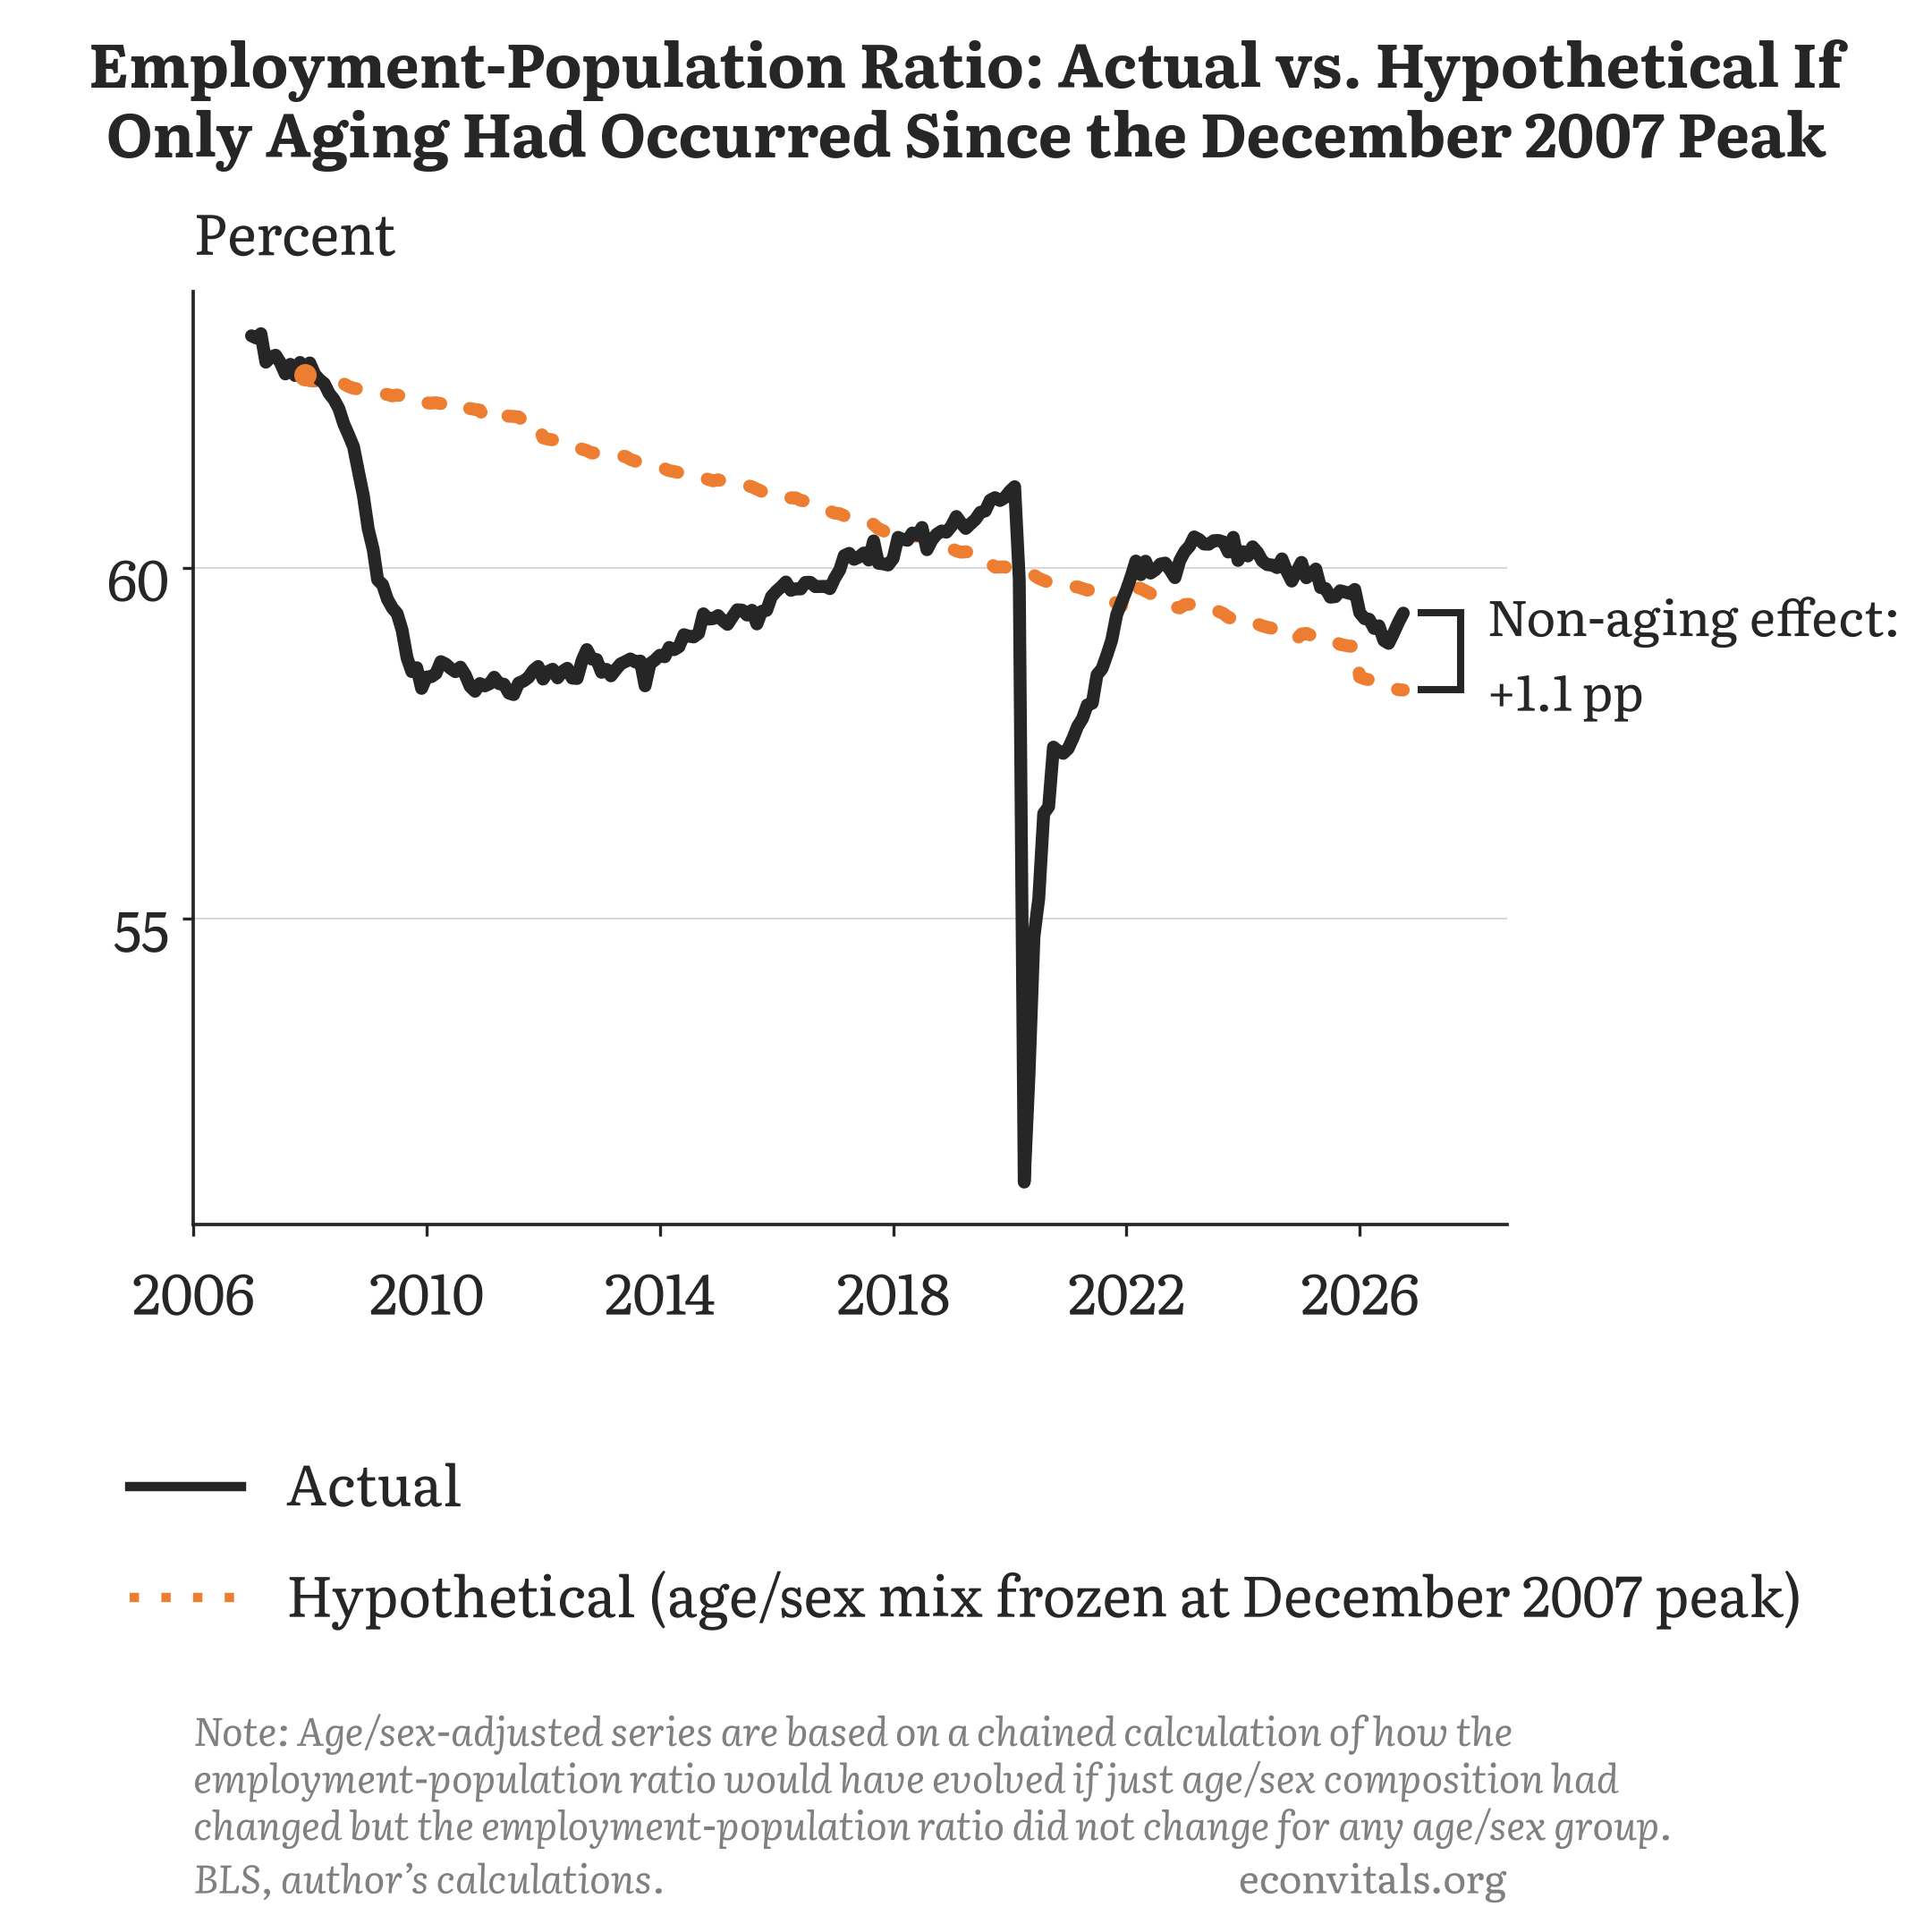 Employment-Population Ratio: Actual vs. Hypothetical If
Only Aging Had Occurred Since the December 2007 Peak
Percent
60
55
Non-aging effect:
+1.1 pp
2006
2010
2014
2018
2022
2026
Actual
Hypothetical (age/sex mix frozen at December 2007 peak)
Note: Age/sex-adjusted series are based on a chained calculation of how the
employment-population ratio would have evolved if just age/sex composition had
changed but the employment-population ratio did not change for any age/sex group.
BLS, author’s calculations.
econvitals.org